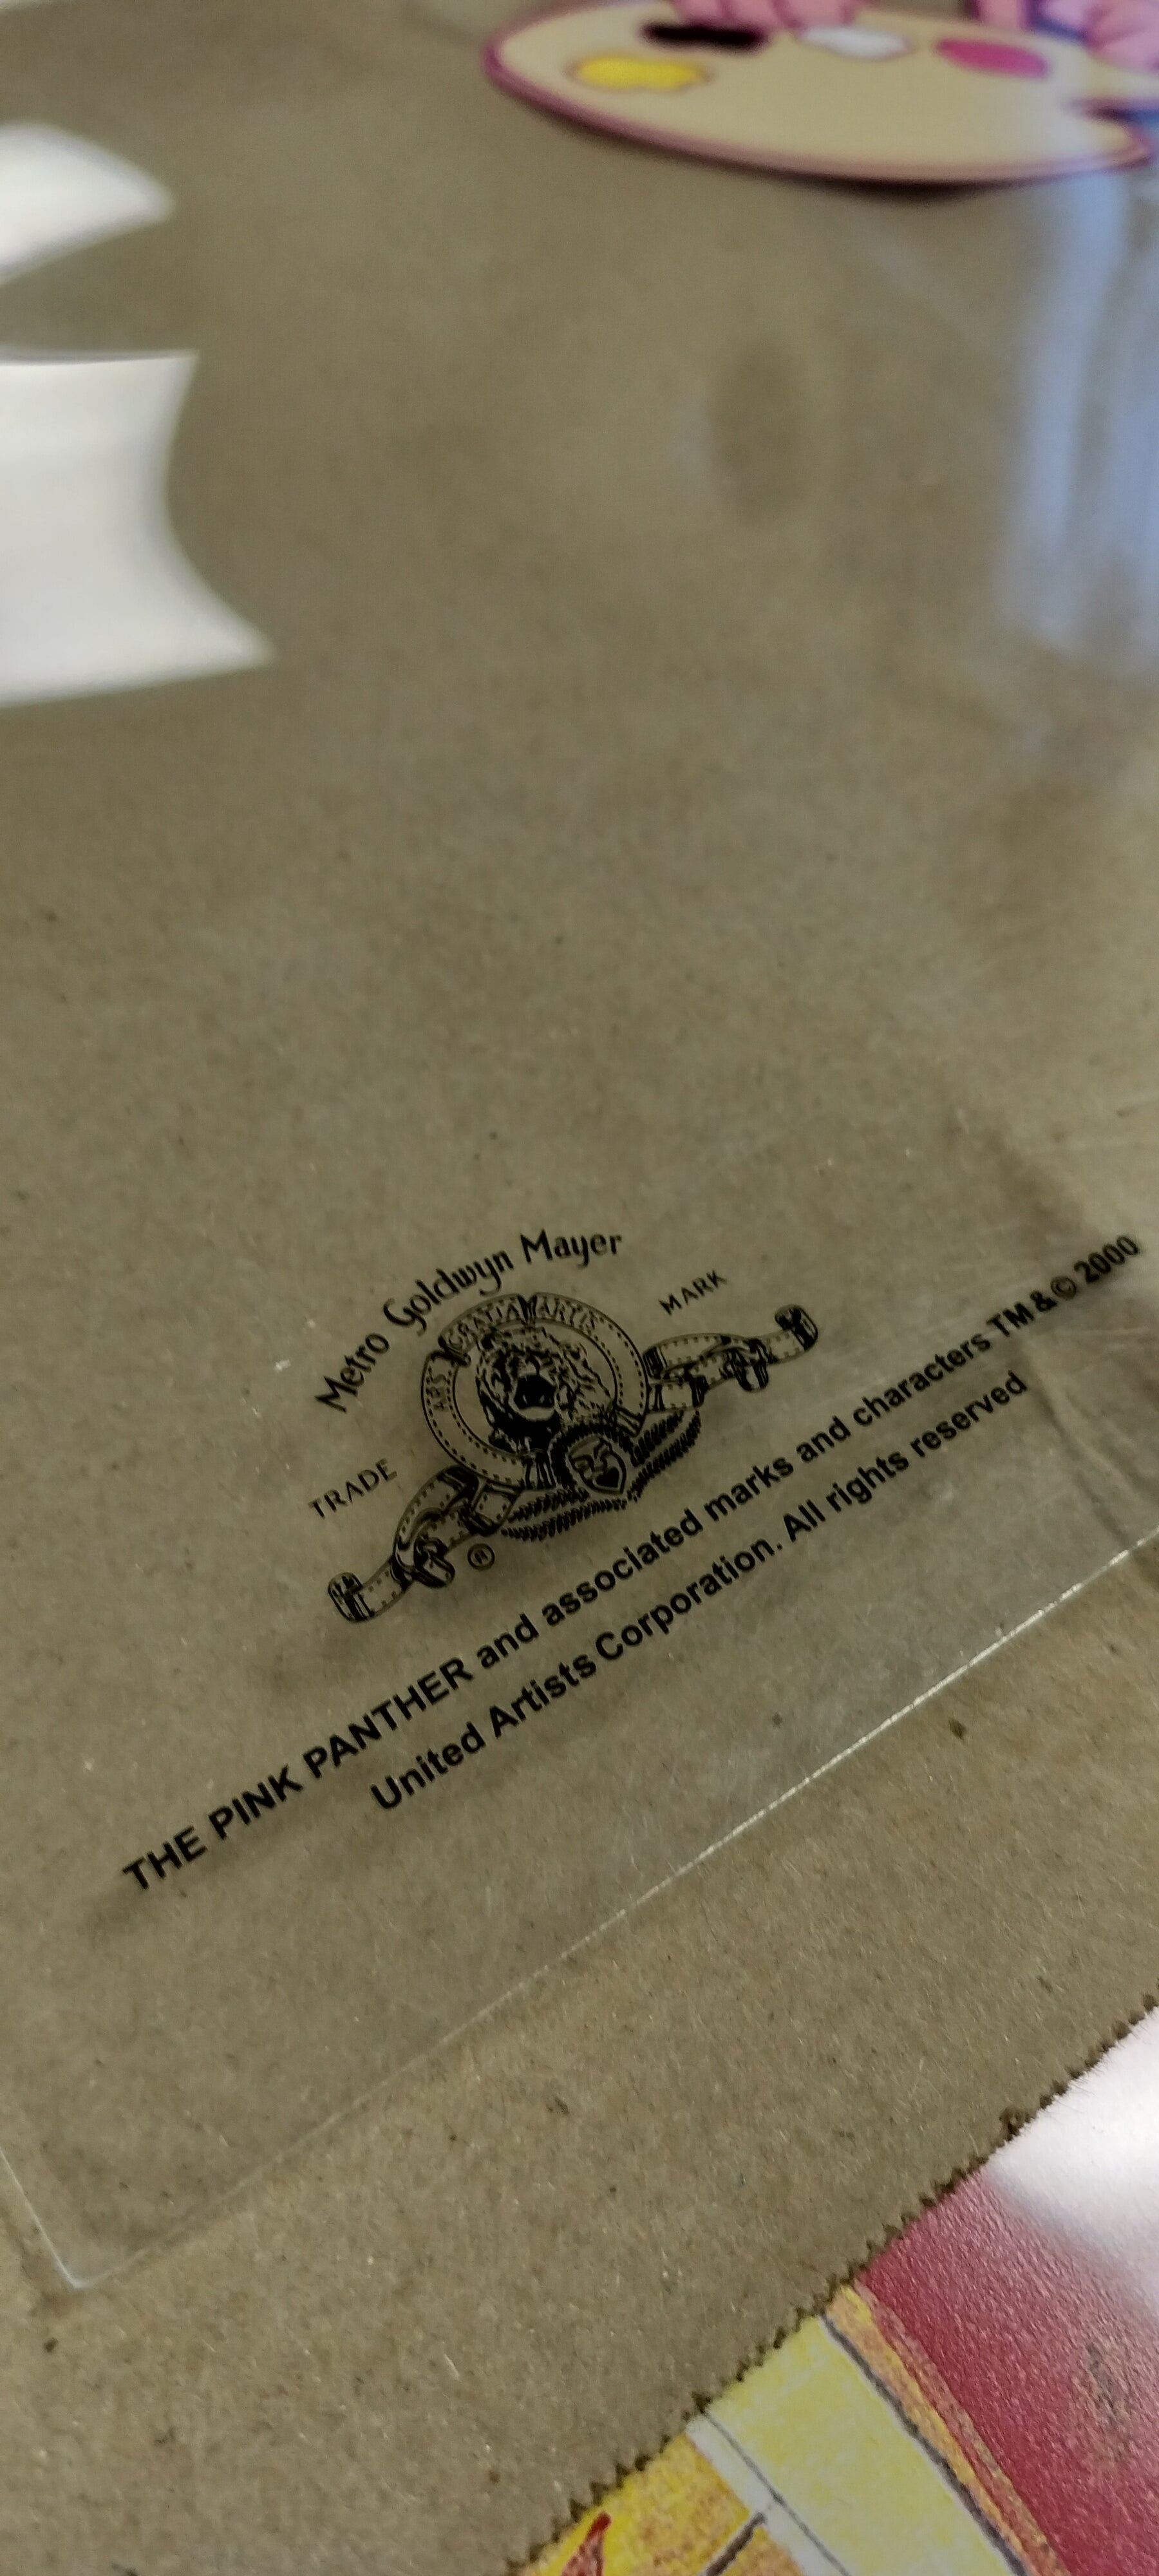 Metro Goldwyn Mayer
TRADE MARK
ARS GRATIA ARTIS
®
THE PINK PANTHER and associated marks and characters TM & © 2000
United Artists Corporation. All rights reserved